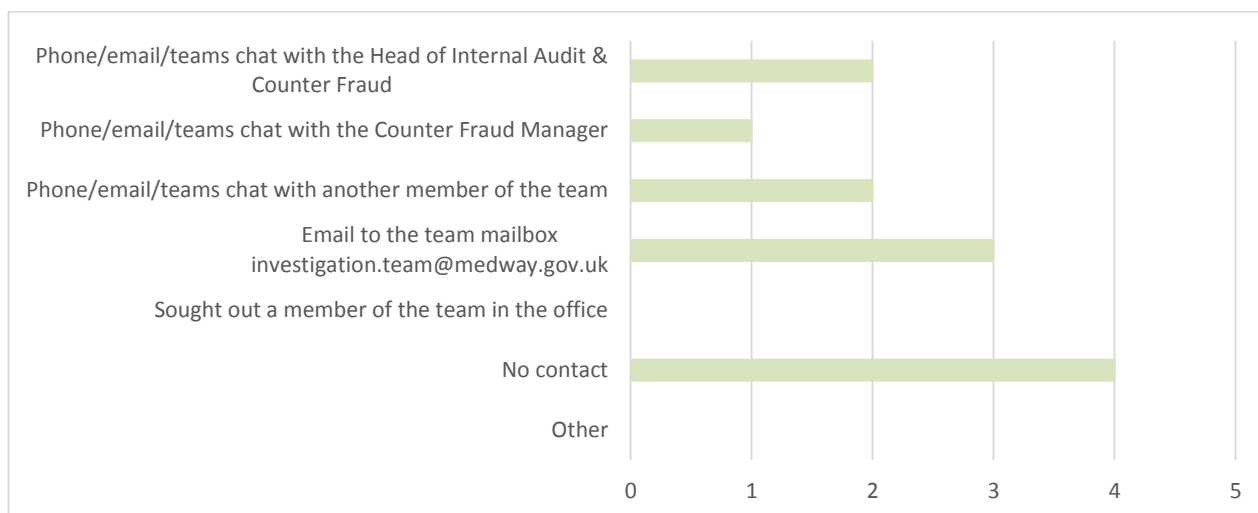 Phone/email/teams chat with the Head of Internal Audit &
Counter Fraud
Phone/email/teams chat with the Counter Fraud Manager
Phone/email/teams chat with another member of the team
Email to the team mailbox
investigation.team@medway.gov.uk
Sought out a member of the team in the office
No contact
Other
0 1 2 3 4 5